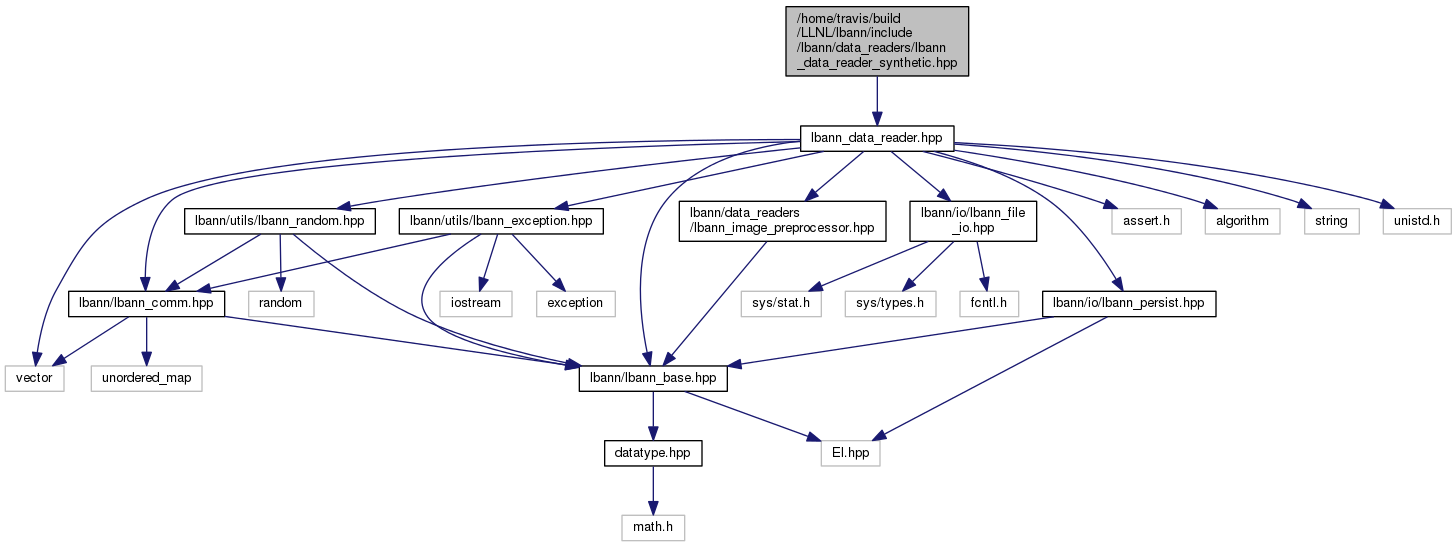 /home/travis/build
/LLNL/lbann/include
/lbann/data_readers/lbann
_data_reader_synthetic.hpp
lbann_data_reader.hpp
lbann/utils/lbann_random.hpp
lbann/utils/lbann_exception.hpp
lbann/data_readers
/lbann_image_preprocessor.hpp
lbann/io/lbann_file
_io.hpp
assert.h
algorithm
string
unistd.h
lbann/lbann_comm.hpp
random
iostream
exception
sys/stat.h
sys/types.h
fcntl.h
lbann/io/lbann_persist.hpp
vector
unordered_map
lbann/lbann_base.hpp
datatype.hpp
El.hpp
math.h